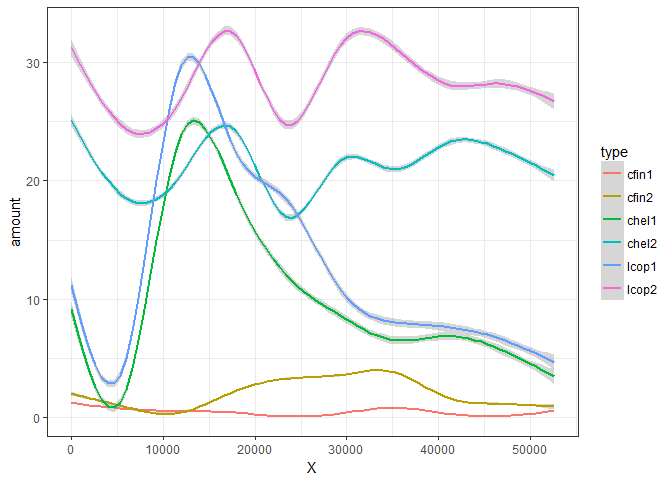 30
20
10
0
amount
0
10000
20000
30000
40000
50000
X
type
cfin1
cfin2
chel1
chel2
lcop1
lcop2